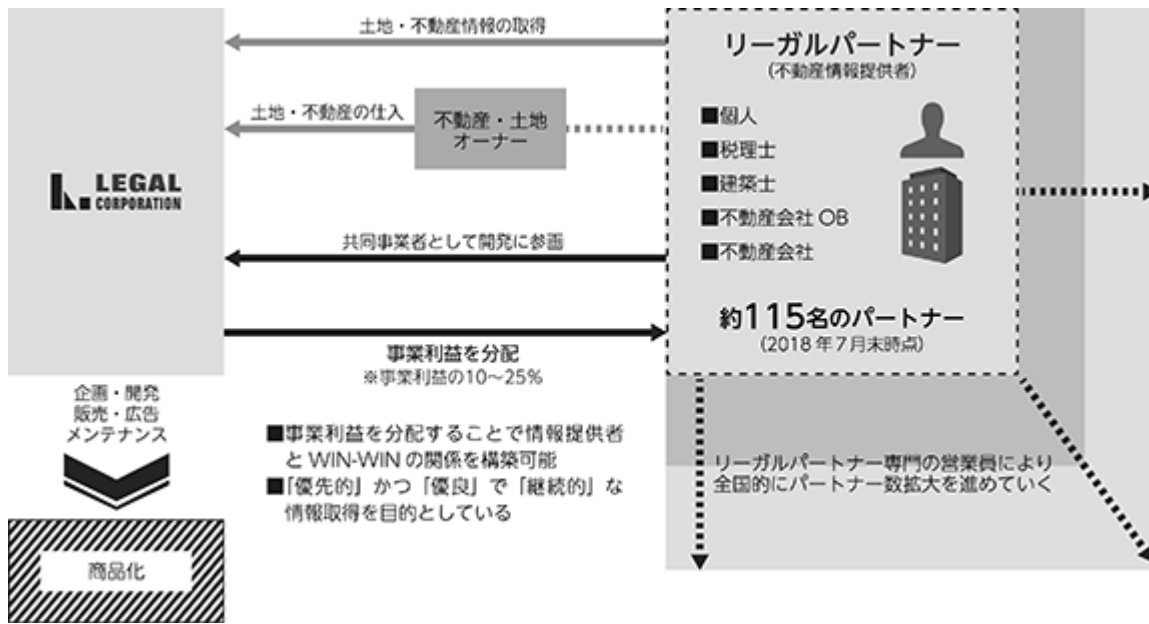 土地・不動産情報の取得
土地・不動産の仕入
不動産・土地
オーナー
LEGAL
CORPORATION
共同事業者として開発に参画
事業利益を分配
※事業利益の10〜25%
リーガルパートナー
(不動産情報提供者)
■個人
■税理士
■建築士
■不動産会社 OB
■不動産会社
約115名のパートナー
(2018年7月末時点)
企画・開発
販売・広告
メンテナンス
商品化
■事業利益を分配することで情報提供者
と WIN-WIN の関係を構築可能
■「優先的」かつ「優良」で「継続的」な
情報取得を目的としている
リーガルパートナー専門の営業員により
全国的にパートナー数拡大を進めていく